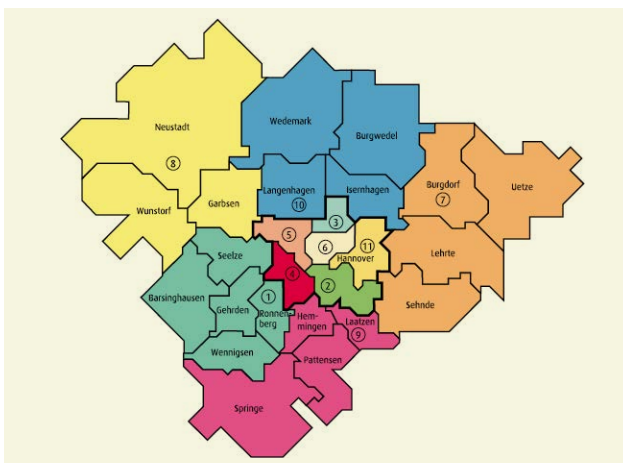 Wedemark
Neustadt
Burgwedel
⑧
Burgdorf
Uetze
Langenhagen
Isernhagen
⑦
Garbsen
⑩
Wunstorf
③
⑤
⑥
⑪
Hannover
Seelze
Lehrte
④
②
Barsinghausen
①
Sehnde
Gehrden
Ronnen-
berg
Hem-
mingen
Laatzen
⑨
Wennigsen
Pattensen
Springe